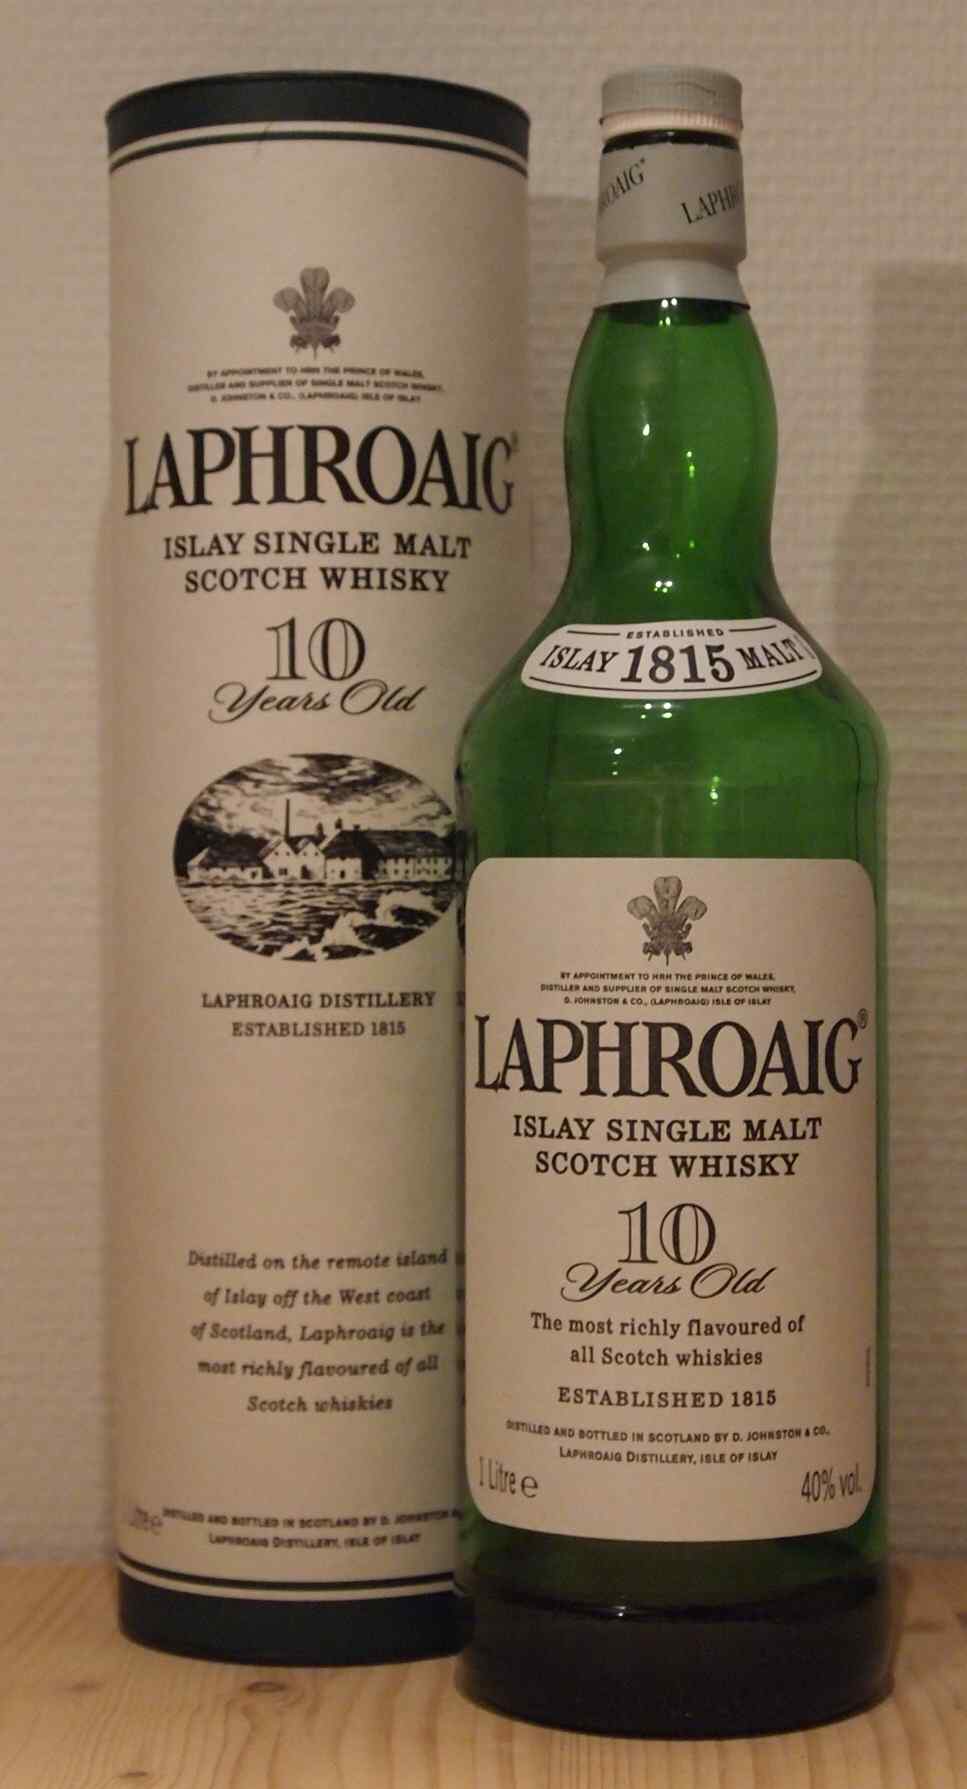 BY APPOINTMENT TO HRH THE PRINCE OF WALES,
DISTILLER AND SUPPLIER OF SINGLE MALT SCOTCH WHISKY,
D. JOHNSTON & CO., (LAPHROAIG) ISLE OF ISLAY
LAPHROAIG®
ISLAY SINGLE MALT
SCOTCH WHISKY
10
Years Old
LAPHROAIG DISTILLERY
ESTABLISHED 1815
Distilled on the remote island
of Islay off the West coast
of Scotland, Laphroaig is the
most richly flavoured of all
Scotch whiskies
Litre e
DISTILLED AND BOTTLED IN SCOTLAND BY D. JOHNSTON
LAPHROAIG DISTILLERY, ISLE OF ISLAY
ROAIG® LAPHRO
ESTABLISHED
ISLAY 1815 MALT
BY APPOINTMENT TO HRH THE PRINCE OF WALES,
DISTILLER AND SUPPLIER OF SINGLE MALT SCOTCH WHISKY,
D. JOHNSTON & CO., (LAPHROAIG) ISLE OF ISLAY
LAPHROAIG®
ISLAY SINGLE MALT
SCOTCH WHISKY
10
Years Old
The most richly flavoured of
all Scotch whiskies
ESTABLISHED 1815
DISTILLED AND BOTTLED IN SCOTLAND BY D. JOHNSTON & CO.,
LAPHROAIG DISTILLERY, ISLE OF ISLAY
1 Litre e 40% vol.